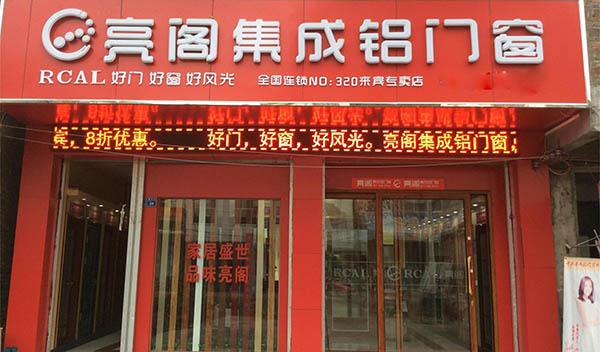 亮阁集成铝门窗
RCAL 好门 好窗 好风光 全国连锁NO: 320来宾专卖店
宾，8折优惠。 好门，好窗，好风光。亮阁集成铝门窗，
亮阁 亮阁
家居盛世
品味亮阁
RCAL RCAL 亮阁